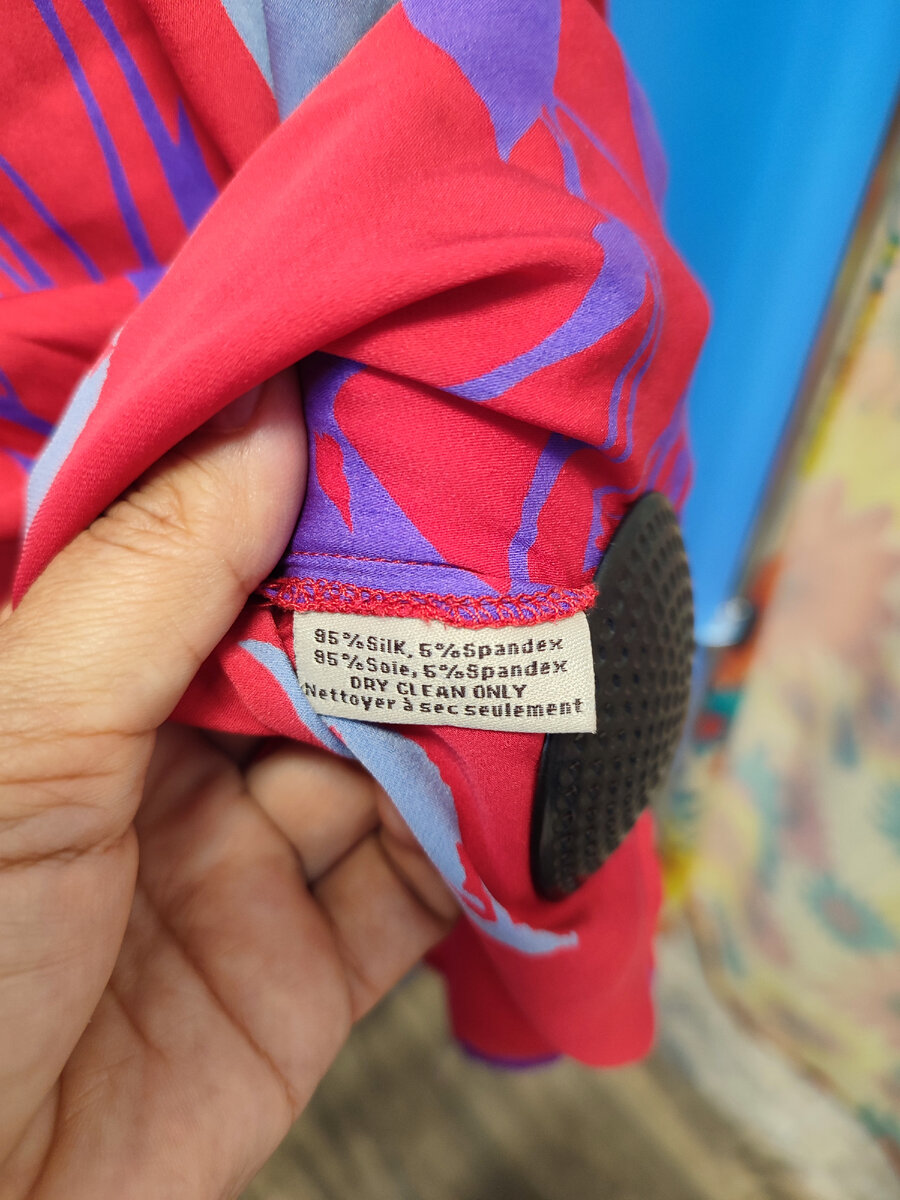 95%Silk, 5%Spandex
95%Soie, 5%Spandex
DRY CLEAN ONLY
Nettoyer à sec seulement